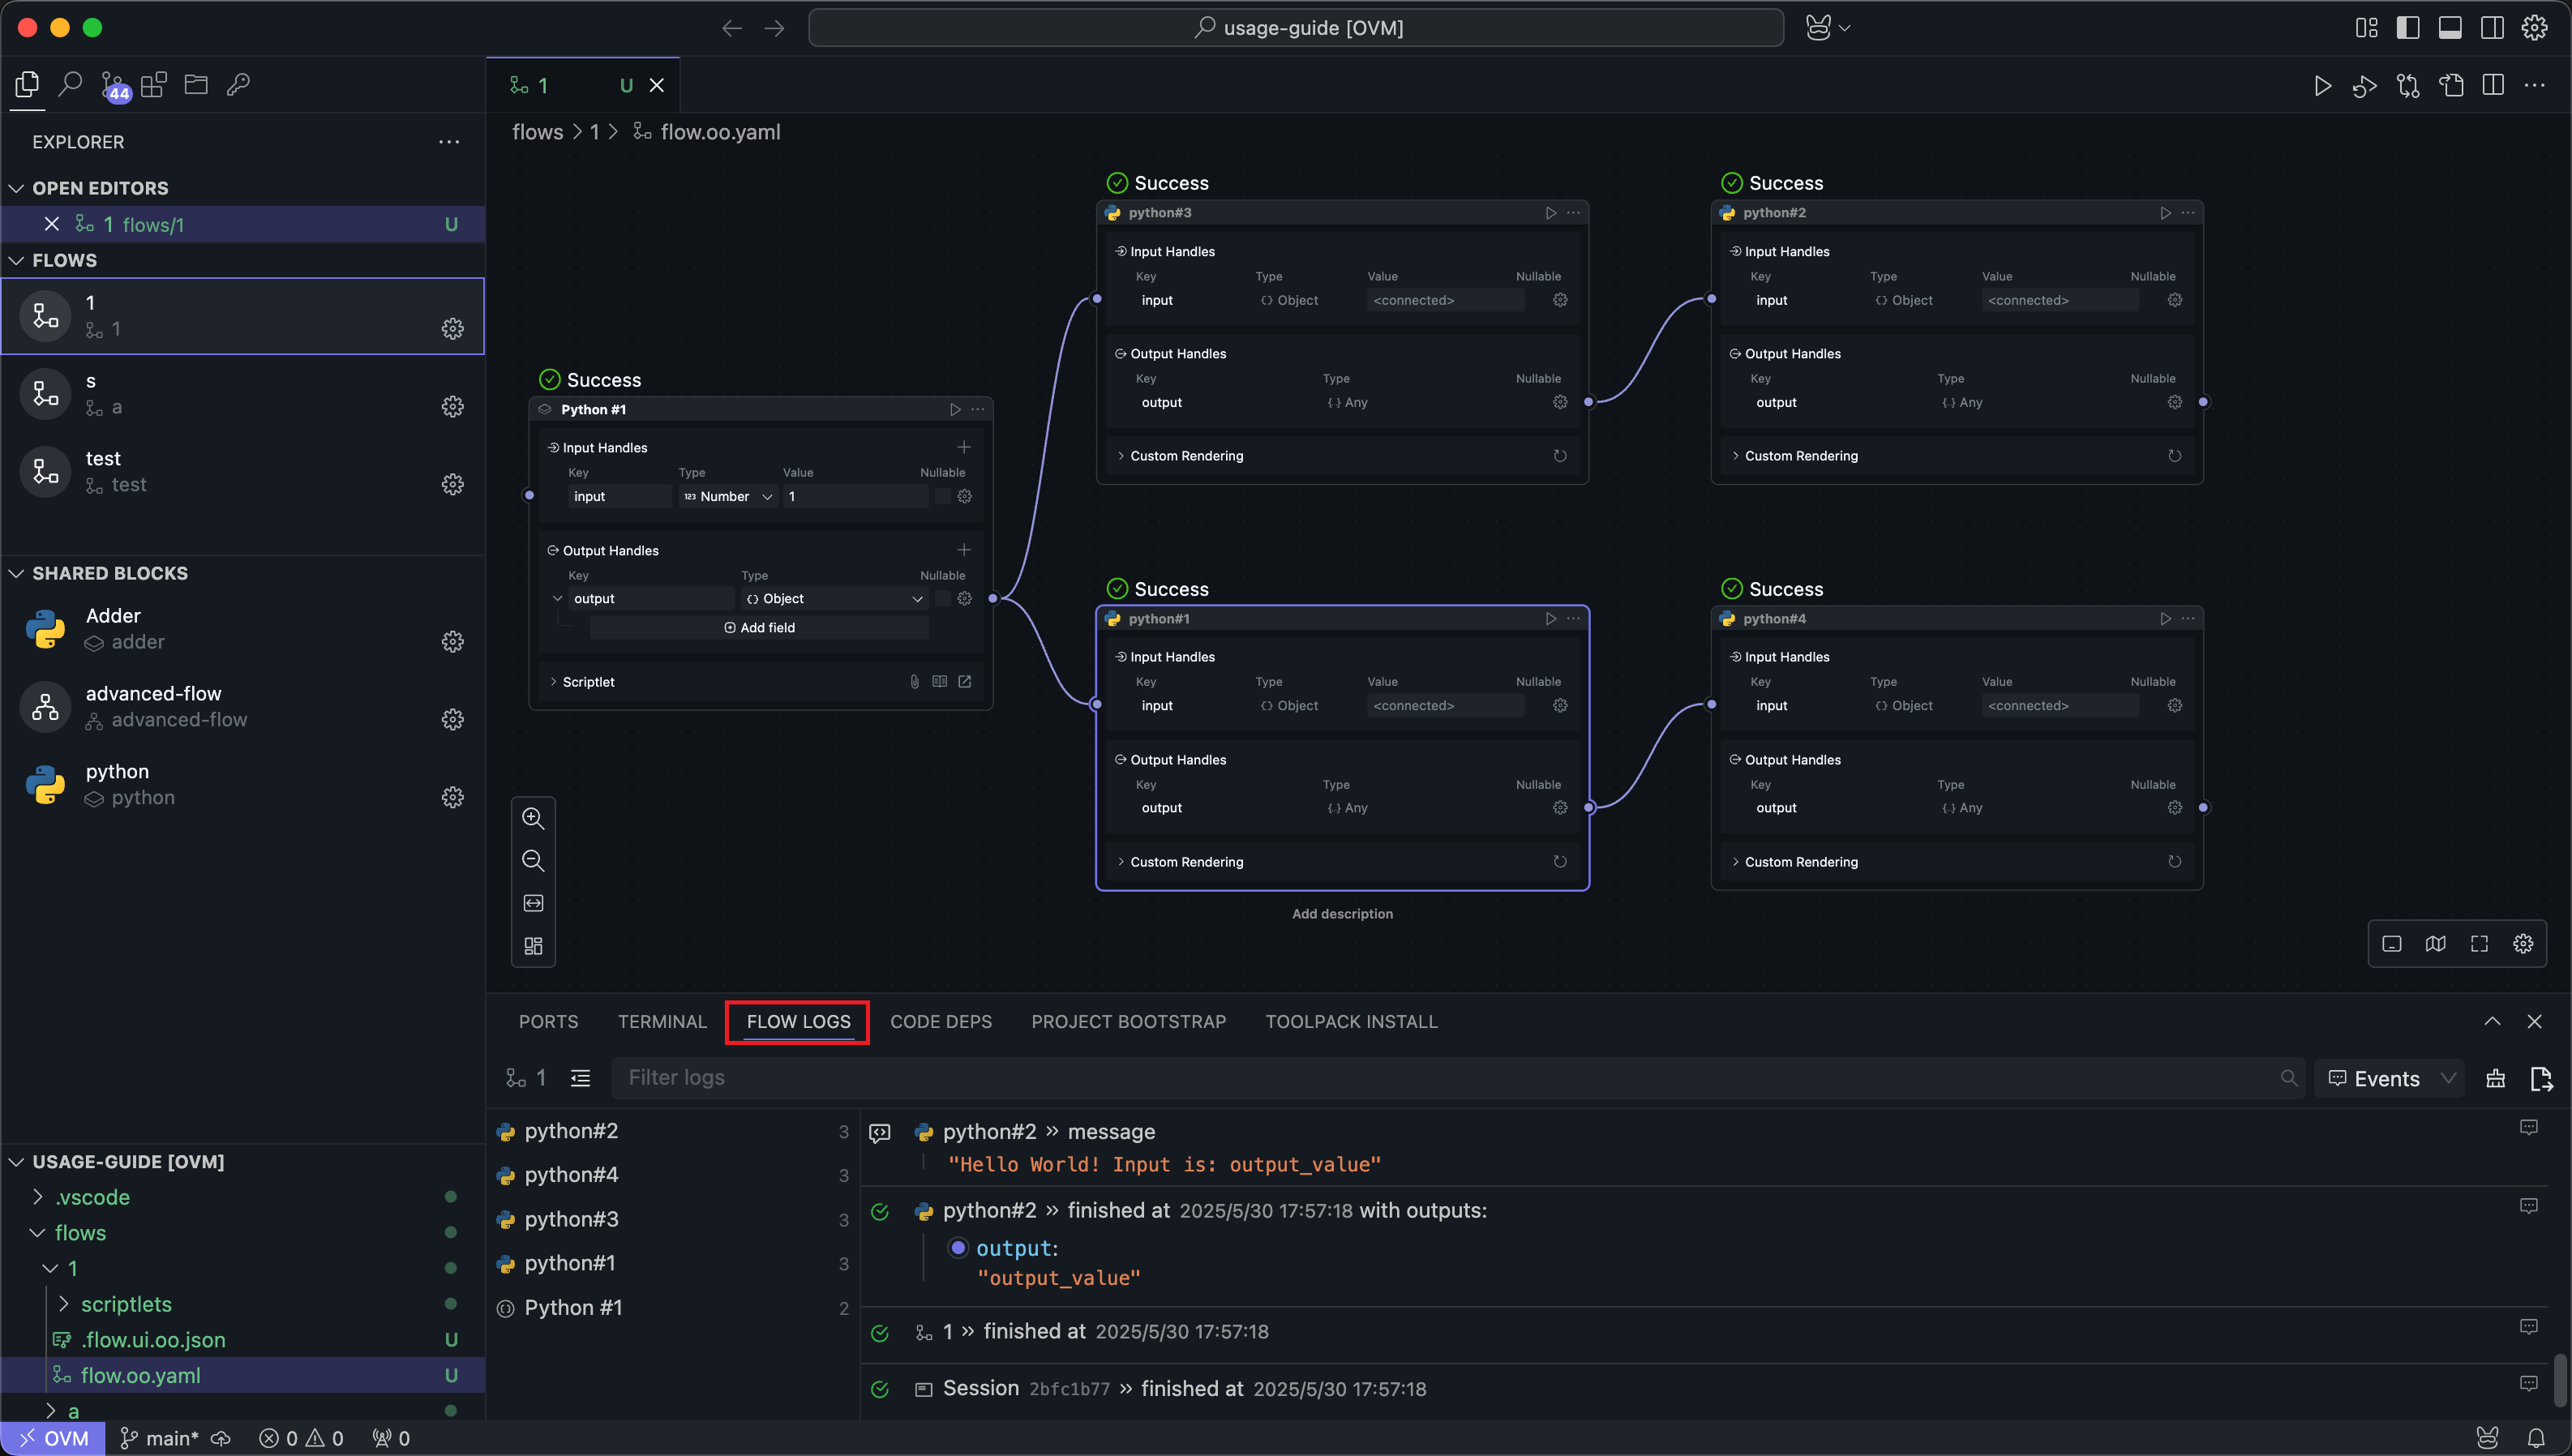 usage-guide [OVM]
44
1 U
EXPLORER
OPEN EDITORS
1 flows/1 U
FLOWS
1
1
s
a
test
test
SHARED BLOCKS
Adder
adder
advanced-flow
advanced-flow
python
python
USAGE-GUIDE [OVM]
.vscode
flows
1
scriptlets
.flow.ui.oo.json U
flow.oo.yaml U
a
flows > 1 > flow.oo.yaml
Success
Python #1
Input Handles
Key Type Value Nullable
input 123 Number 1
Output Handles
Key Type Nullable
output {} Object
Add field
Scriptlet
Success
python#3
Input Handles
Key Type Value Nullable
input {} Object <connected>
Output Handles
Key Type Nullable
output {..} Any
Custom Rendering
Success
python#2
Input Handles
Key Type Value Nullable
input {} Object <connected>
Output Handles
Key Type Nullable
output {..} Any
Custom Rendering
Success
python#1
Input Handles
Key Type Value Nullable
input {} Object <connected>
Output Handles
Key Type Nullable
output {..} Any
Custom Rendering
Add description
Success
python#4
Input Handles
Key Type Value Nullable
input {} Object <connected>
Output Handles
Key Type Nullable
output {..} Any
Custom Rendering
PORTS TERMINAL FLOW LOGS CODE DEPS PROJECT BOOTSTRAP TOOLPACK INSTALL
1 Filter logs Events
python#2 3
python#4 3
python#3 3
python#1 3
Python #1 2
python#2 » message
"Hello World! Input is: output_value"
python#2 » finished at 2025/5/30 17:57:18 with outputs:
output:
"output_value"
1 » finished at 2025/5/30 17:57:18
Session 2bfc1b77 » finished at 2025/5/30 17:57:18
OVM main* 0 0 0